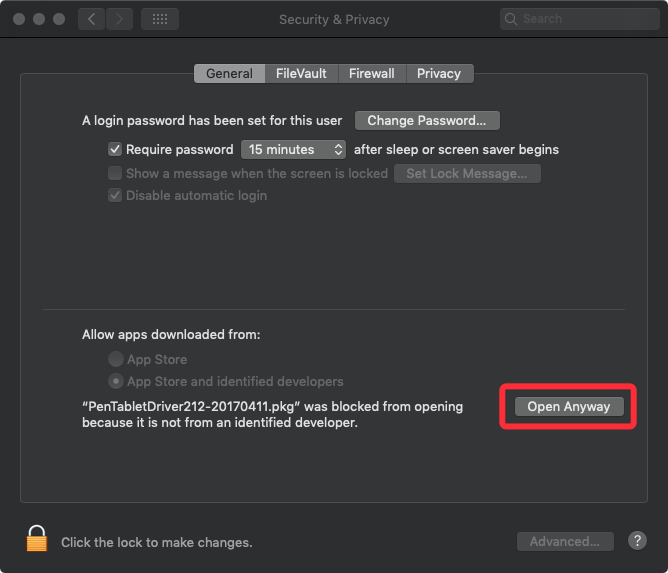 Security & Privacy
Search
General
FileVault
Firewall
Privacy
A login password has been set for this user
Change Password...
Require password
15 minutes
after sleep or screen saver begins
Show a message when the screen is locked
Set Lock Message...
Disable automatic login
Allow apps downloaded from:
App Store
App Store and identified developers
“PenTabletDriver212-20170411.pkg” was blocked from opening
because it is not from an identified developer.
Open Anyway
Click the lock to make changes.
Advanced...
?